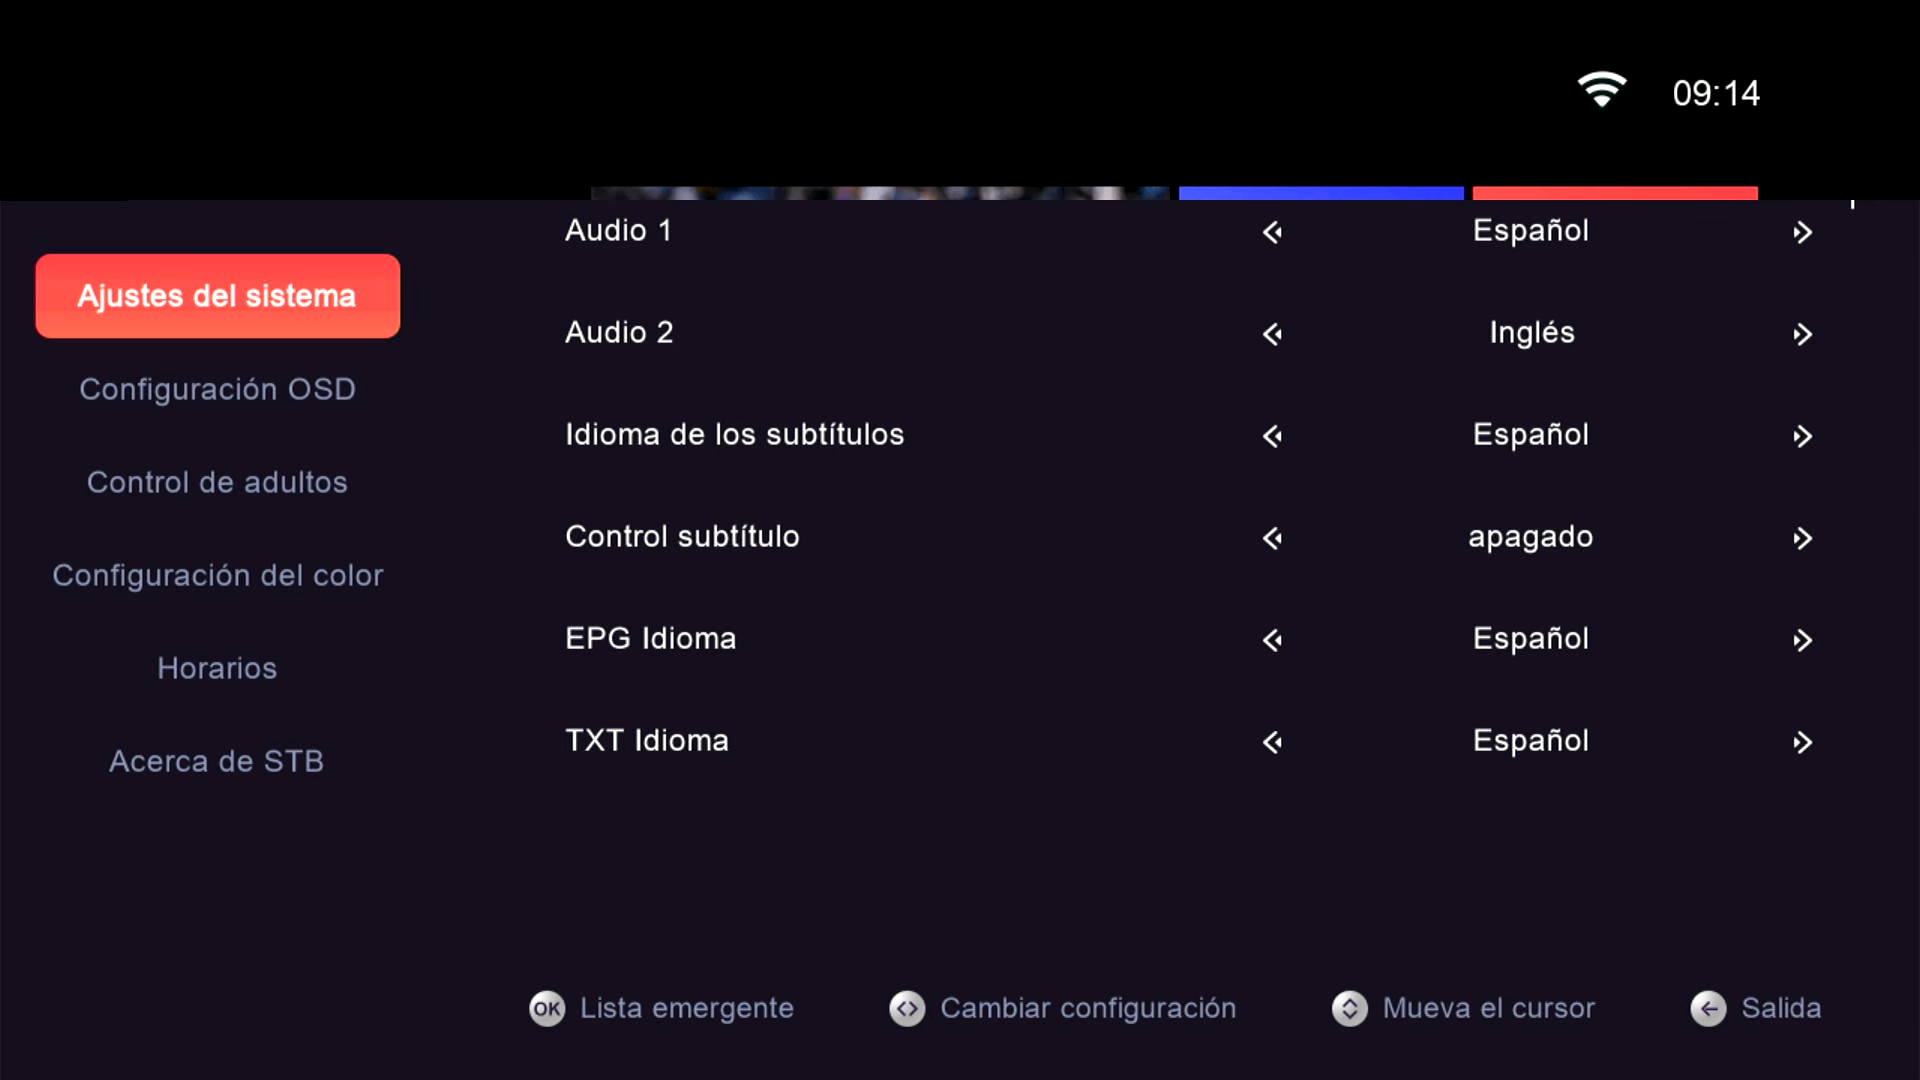 09:14
Ajustes del sistema
Configuración OSD
Control de adultos
Configuración del color
Horarios
Acerca de STB
Audio 1 Español
Audio 2 Inglés
Idioma de los subtítulos Español
Control subtítulo apagado
EPG Idioma Español
TXT Idioma Español
OK Lista emergente Cambiar configuración Mueva el cursor Salida